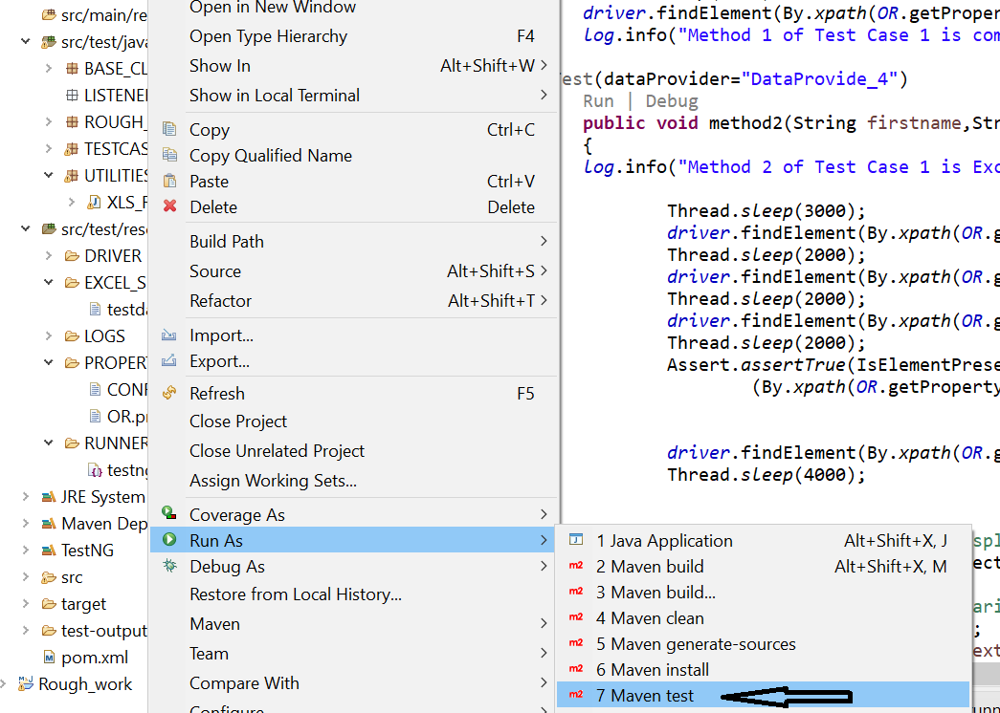 src/main/re
src/test/java
BASE_CL
LISTENE
ROUGH_
TESTCAS
UTILITIES
XLS_F
src/test/res
DRIVER
EXCEL_S
testda
LOGS
PROPERT
CONF
OR.pr
RUNNER
testng
JRE System
Maven Dep
TestNG
src
target
test-output
pom.xml
Rough_work
Open in New Window
Open Type Hierarchy F4
Show In Alt+Shift+W
Show in Local Terminal
Copy Ctrl+C
Copy Qualified Name
Paste Ctrl+V
Delete Delete
Build Path
Source Alt+Shift+S
Refactor Alt+Shift+T
Import...
Export...
Refresh F5
Close Project
Close Unrelated Project
Assign Working Sets...
Coverage As
Run As
Debug As
Restore from Local History...
Maven
Team
Compare With
Configure
1 Java Application Alt+Shift+X, J
2 Maven build Alt+Shift+X, M
3 Maven build...
4 Maven clean
5 Maven generate-sources
6 Maven install
7 Maven test
driver.findElement(By.xpath(OR.getProper
log.info("Method 1 of Test Case 1 is com
est(dataProvider="DataProvide_4")
Run | Debug
public void method2(String firstname,Str
{
log.info("Method 2 of Test Case 1 is Exc
Thread.sleep(3000);
driver.findElement(By.xpath(OR.g
Thread.sleep(2000);
driver.findElement(By.xpath(OR.g
Thread.sleep(2000);
driver.findElement(By.xpath(OR.g
Thread.sleep(2000);
Assert.assertTrue(IsElementPrese
(By.xpath(OR.getProperty
driver.findElement(By.xpath(OR.g
Thread.sleep(4000);
spl
ect
ari
;
ext
unn